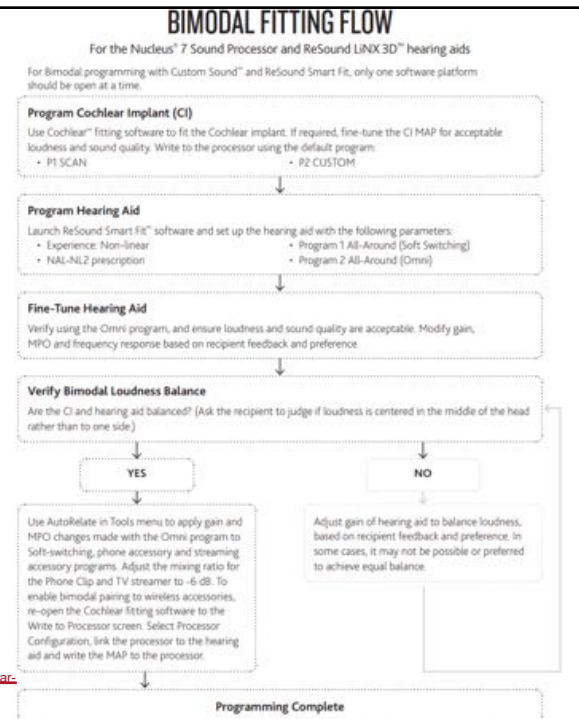 BIMODAL FITTING FLOW
For the Nucleus® 7 Sound Processor and ReSound LiNX 3D™ hearing aids
For Bimodal programming with Custom Sound™ and ReSound Smart Fit, only one software platform
should be open at a time.
Program Cochlear Implant (CI)
Use Cochlear™ fitting software to fit the Cochlear implant. If required, fine-tune the CI MAP for acceptable
loudness and sound quality. Write to the processor using the default program:
• P1 SCAN • P2 CUSTOM
Program Hearing Aid
Launch ReSound Smart Fit™ software and set up the hearing aid with the following parameters:
• Experience: Non-linear • Program 1 All-Around (Soft Switching)
• NAL-NL2 prescription • Program 2 All-Around (Omni)
Fine-Tune Hearing Aid
Verify using the Omni program, and ensure loudness and sound quality are acceptable. Modify gain,
MPO and frequency response based on recipient feedback and preference.
Verify Bimodal Loudness Balance
Are the CI and hearing aid balanced? (Ask the recipient to judge if loudness is centered in the middle of the head
rather than to one side.)
YES
Use AutoRelate in Tools menu to apply gain and
MPO changes made with the Omni program to
Soft-switching, phone accessory and streaming
accessory programs. Adjust the mixing ratio for
the Phone Clip and TV streamer to -6 dB. To
enable bimodal pairing to wireless accessories,
re-open the Cochlear fitting software to the
Write to Processor screen. Select Processor
Configuration, link the processor to the hearing
aid and write the MAP to the processor.
NO
Adjust gain of hearing aid to balance loudness,
based on recipient feedback and preference. In
some cases, it may not be possible or preferred
to achieve equal balance.
ar-
Programming Complete